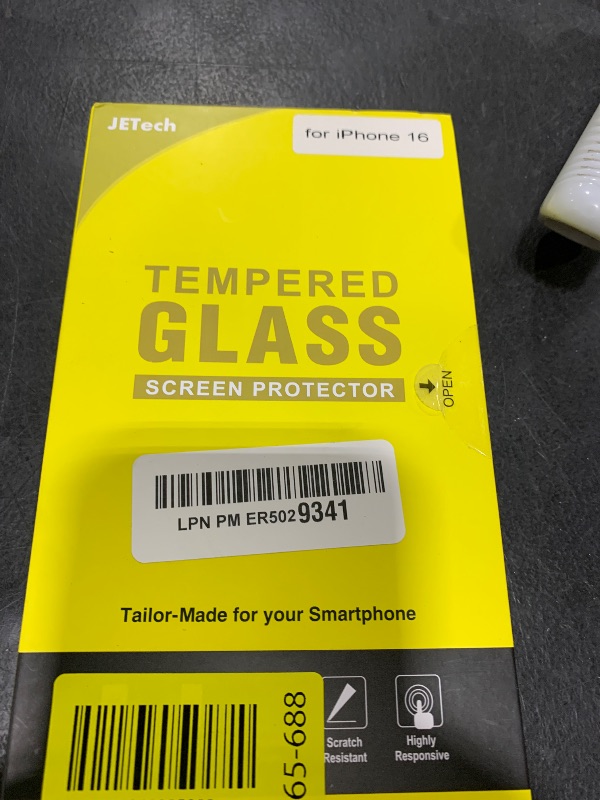 JETech
for iPhone 16
TEMPERED
GLASS
SCREEN PROTECTOR
OPEN
LPN PM ER5029341
Tailor-Made for your Smartphone
65-688
Scratch
Resistant
Highly
Responsive